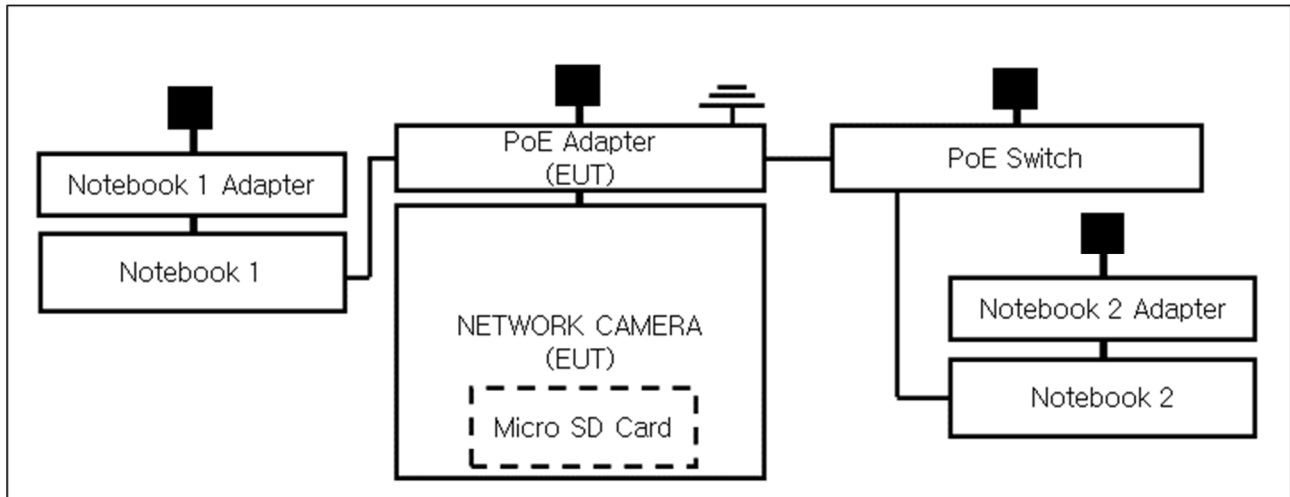 Notebook 1 Adapter
Notebook 1
PoE Adapter
(EUT)
NETWORK CAMERA
(EUT)
Micro SD Card
PoE Switch
Notebook 2 Adapter
Notebook 2